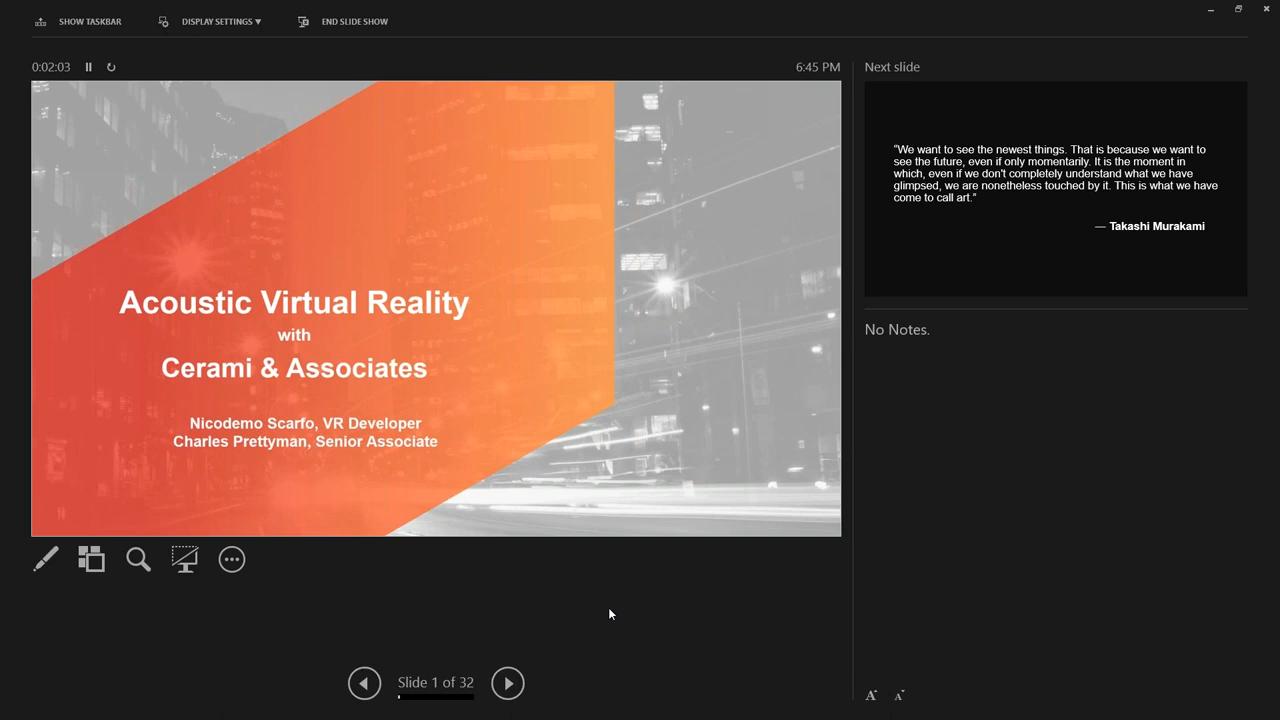 SHOW TASKBAR
DISPLAY SETTINGS ▾
END SLIDE SHOW
0:02:03
6:45 PM
Acoustic Virtual Reality
with
Cerami & Associates
Nicodemo Scarfo, VR Developer
Charles Prettyman, Senior Associate
Slide 1 of 32
Next slide
“We want to see the newest things. That is because we want to
see the future, even if only momentarily. It is the moment in
which, even if we don't completely understand what we have
glimpsed, we are nonetheless touched by it. This is what we have
come to call art.”
— Takashi Murakami
No Notes.
A A